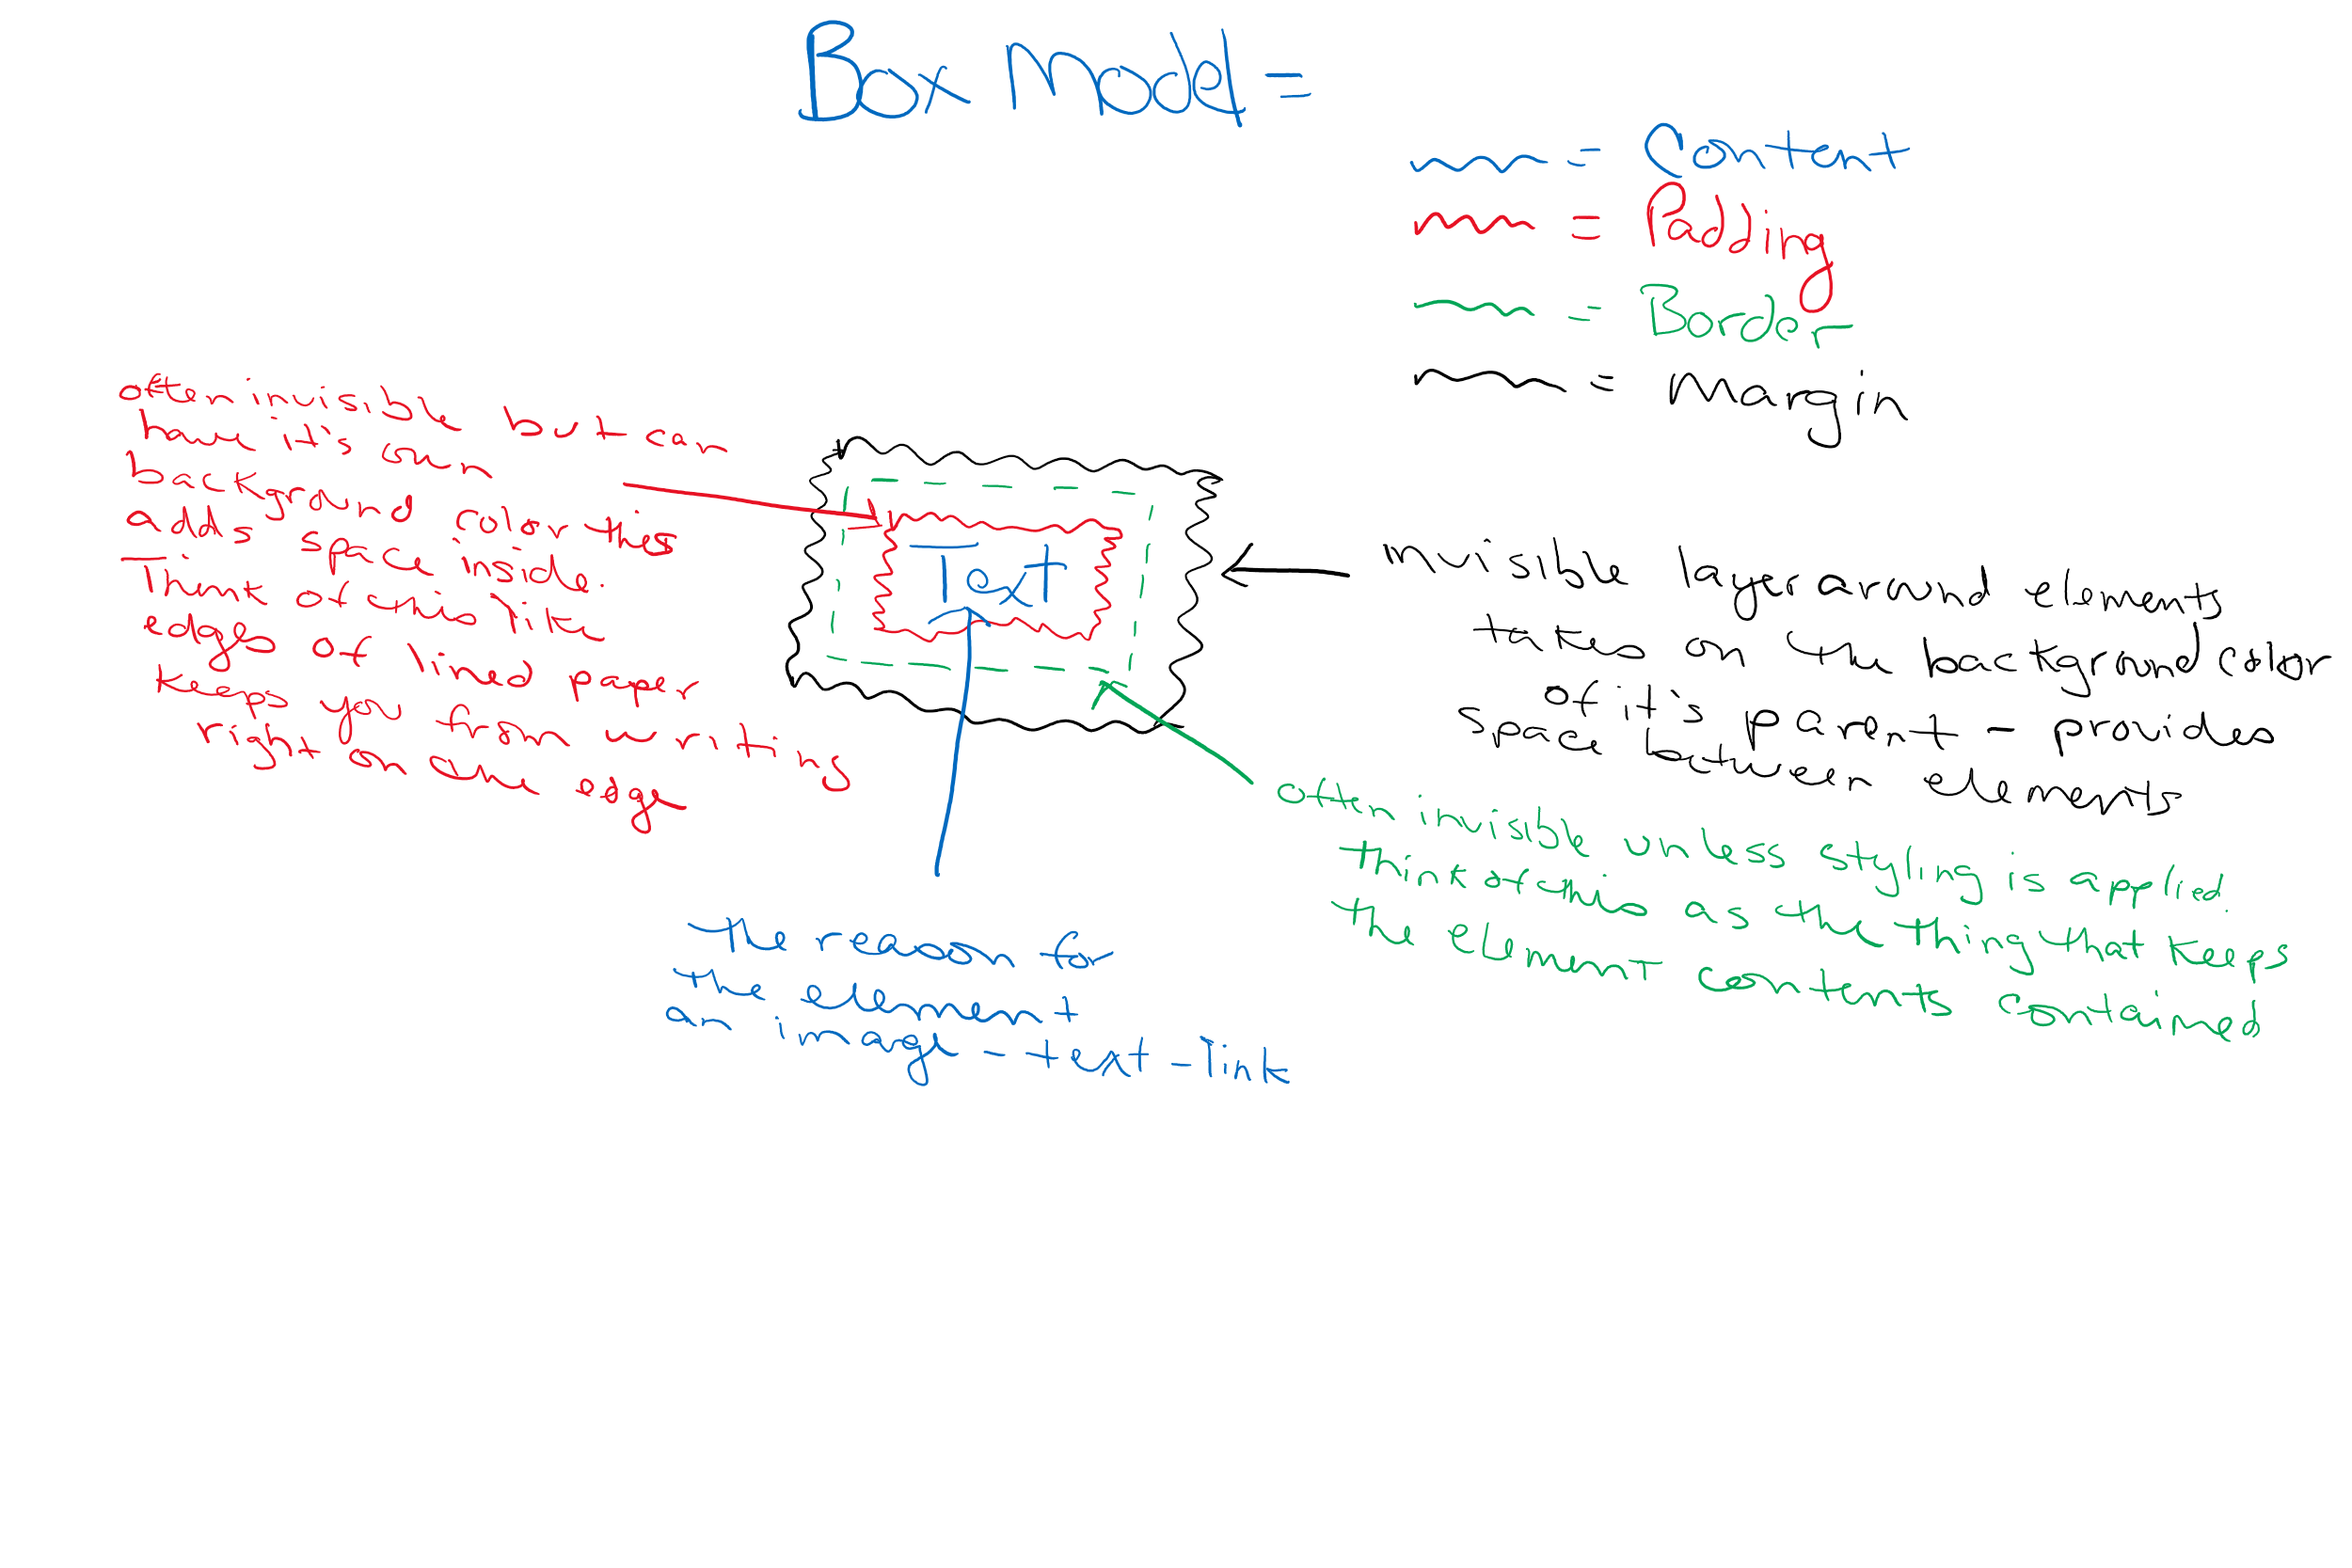 Box Model =
= Content
= Padding
= Border
= Margin
often invisible but can
have it's own
background color this
adds space inside.
Think of this like
edges of lined paper
keeps you from writing
right on the edge
Text
invisible layer around elements
takes on the background color
of it's parent - provides
space between elements
often invisible unless styling is applied.
Think of this as the thing that keeps
the element contents contained
The reason for
the element
an image - text - link